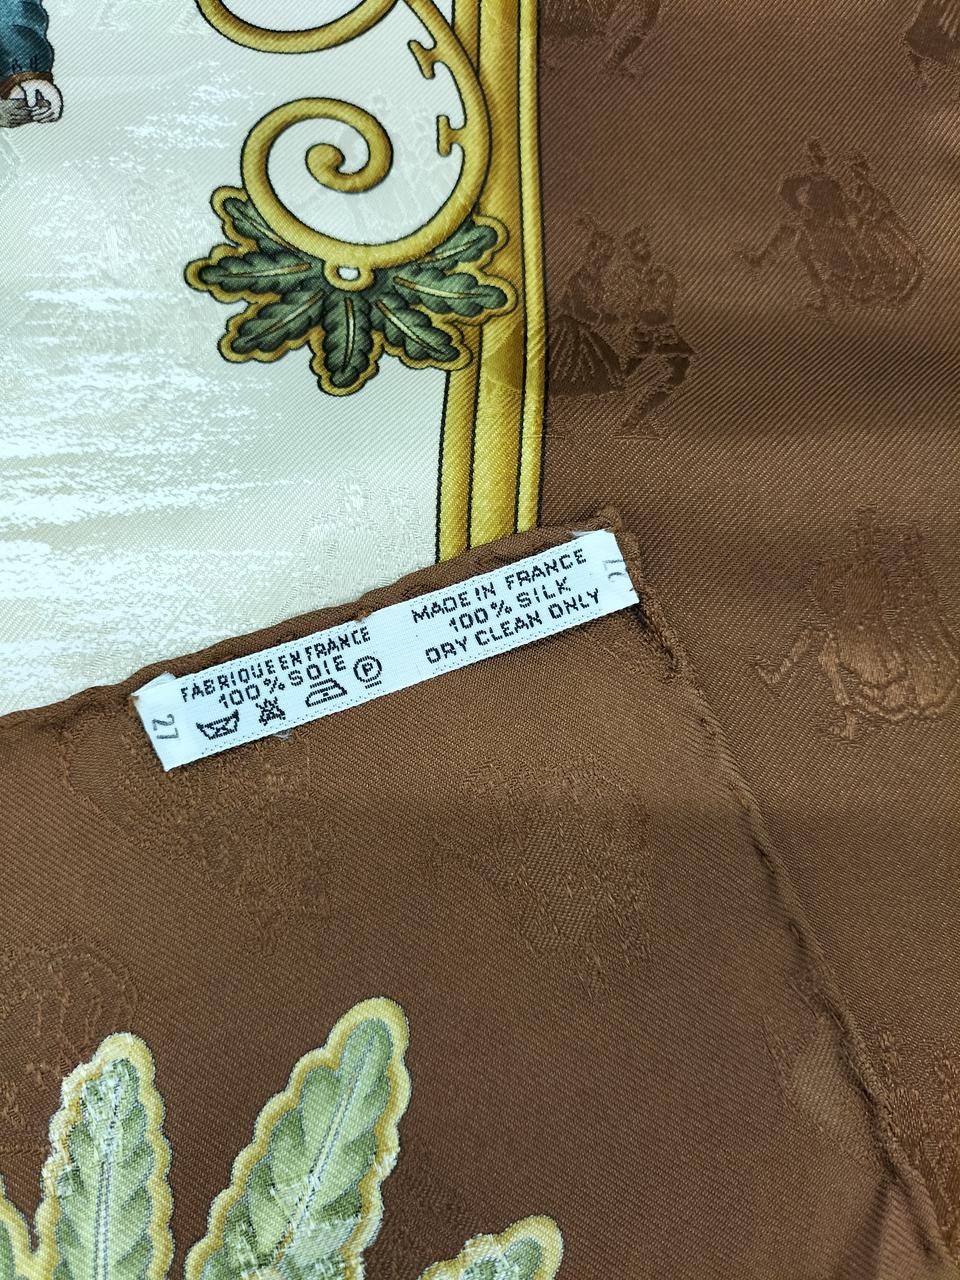 FABRIQUE EN FRANCE
100% SOIE
P
27
MADE IN FRANCE
100% SILK
DRY CLEAN ONLY